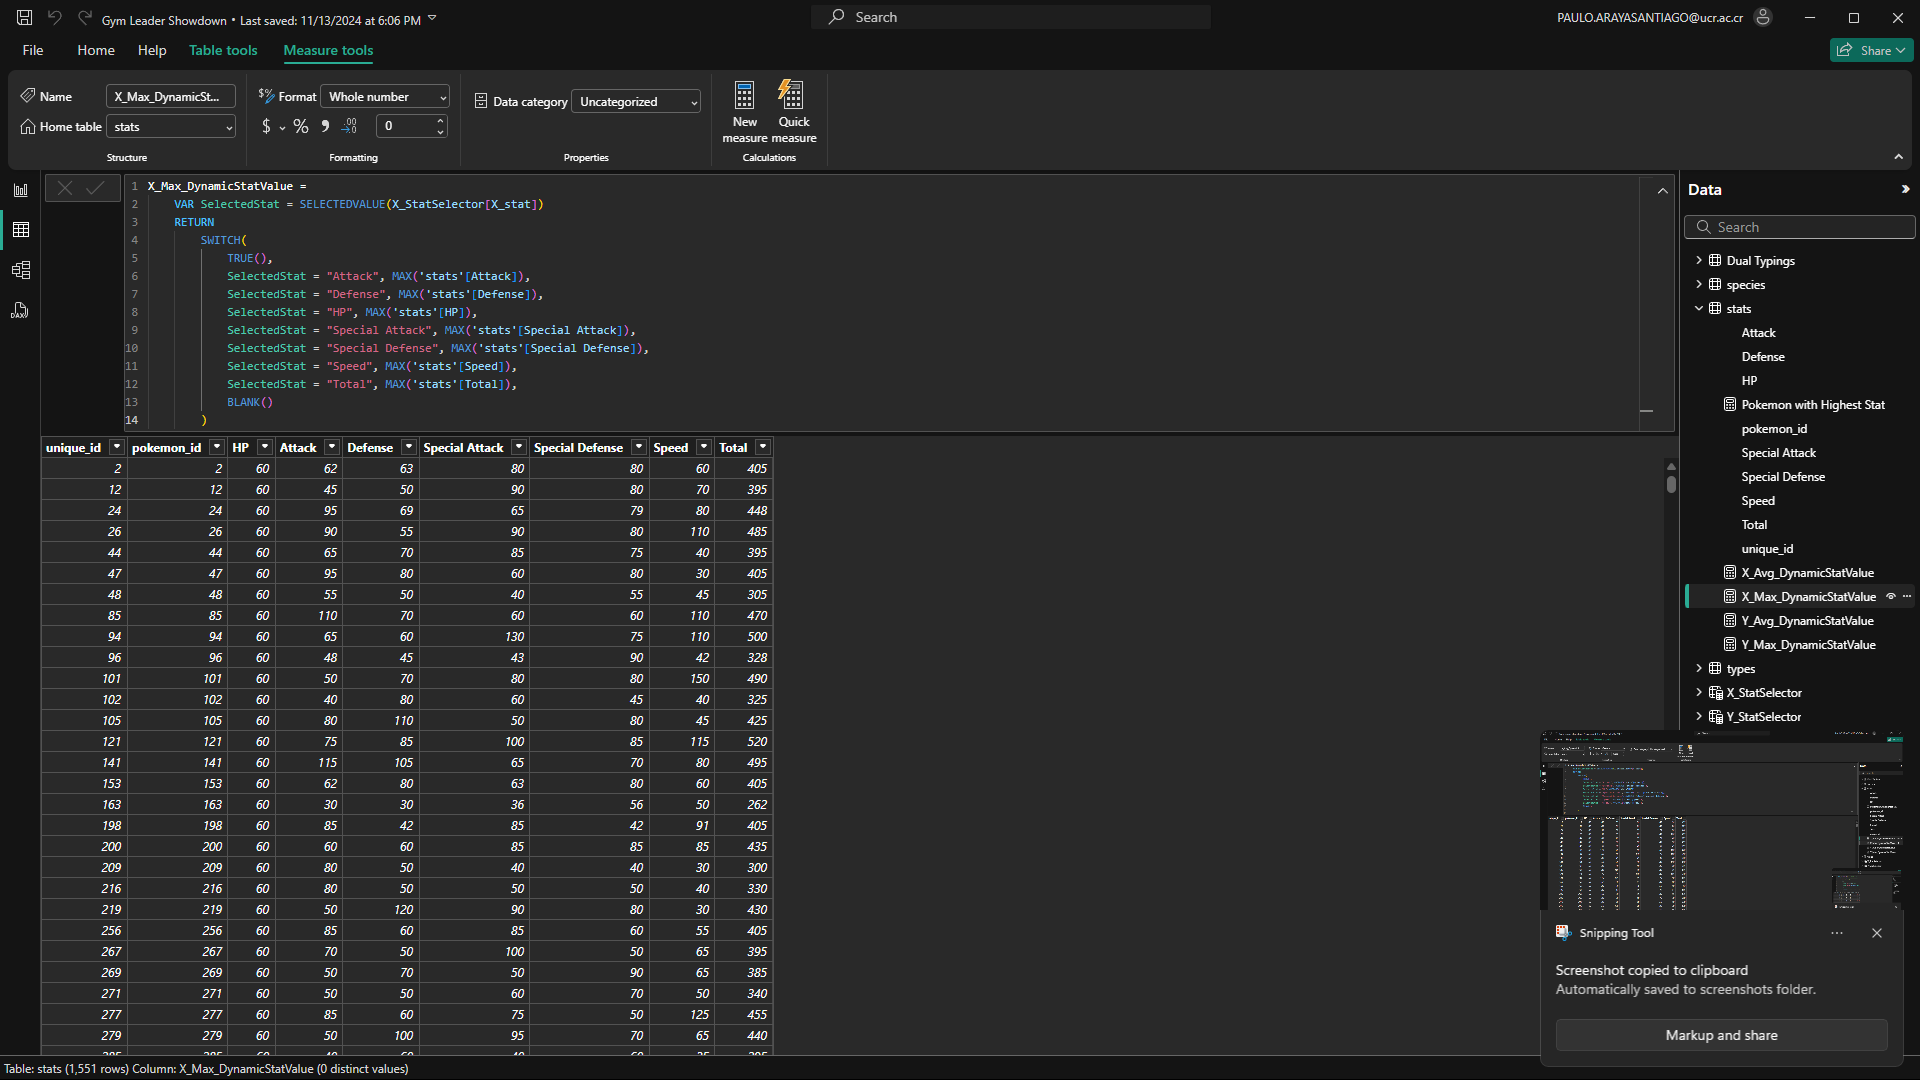 Gym Leader Showdown • Last saved: 11/13/2024 at 6:06 PM
Search
PAULO.ARAYASANTIAGO@ucr.ac.cr
File Home Help Table tools Measure tools
Share
Name X_Max_DynamicSt...
Home table stats
Structure
Format Whole number
$ % 9 .00 0
Formatting
Data category Uncategorized
Properties
New measure
Quick measure
Calculations
1 X_Max_DynamicStatValue =
2 VAR SelectedStat = SELECTEDVALUE(X_StatSelector[X_stat])
3 RETURN
4 SWITCH(
5 TRUE(),
6 SelectedStat = "Attack", MAX('stats'[Attack]),
7 SelectedStat = "Defense", MAX('stats'[Defense]),
8 SelectedStat = "HP", MAX('stats'[HP]),
9 SelectedStat = "Special Attack", MAX('stats'[Special Attack]),
10 SelectedStat = "Special Defense", MAX('stats'[Special Defense]),
11 SelectedStat = "Speed", MAX('stats'[Speed]),
12 SelectedStat = "Total", MAX('stats'[Total]),
13 BLANK()
14 )
unique_id pokemon_id HP Attack Defense Special Attack Special Defense Speed Total
2 2 60 62 63 80 80 60 405
12 12 60 45 50 90 80 70 395
24 24 60 95 69 65 79 80 448
26 26 60 90 55 90 80 110 485
44 44 60 65 70 85 75 40 395
47 47 60 95 80 60 80 30 405
48 48 60 55 50 40 55 45 305
85 85 60 110 70 60 60 110 470
94 94 60 65 60 130 75 110 500
96 96 60 48 45 43 90 42 328
101 101 60 50 70 80 80 150 490
102 102 60 40 80 60 45 40 325
105 105 60 80 110 50 80 45 425
121 121 60 75 85 100 85 115 520
141 141 60 115 105 65 70 80 495
153 153 60 62 80 63 80 60 405
163 163 60 30 30 36 56 50 262
198 198 60 85 42 85 42 91 405
200 200 60 60 60 85 85 85 435
209 209 60 80 50 40 40 30 300
216 216 60 80 50 50 50 40 330
219 219 60 50 120 90 80 30 430
256 256 60 85 60 85 60 55 405
267 267 60 70 50 100 50 65 395
269 269 60 50 70 50 90 65 385
271 271 60 50 50 60 70 50 340
277 277 60 85 60 75 50 125 455
279 279 60 50 100 95 70 65 440
Data
Search
Dual Typings
species
stats
Attack
Defense
HP
Pokemon with Highest Stat
pokemon_id
Special Attack
Special Defense
Speed
Total
unique_id
X_Avg_DynamicStatValue
X_Max_DynamicStatValue
Y_Avg_DynamicStatValue
Y_Max_DynamicStatValue
types
X_StatSelector
Y_StatSelector
Snipping Tool
Screenshot copied to clipboard
Automatically saved to screenshots folder.
Markup and share
Table: stats (1,551 rows) Column: X_Max_DynamicStatValue (0 distinct values)